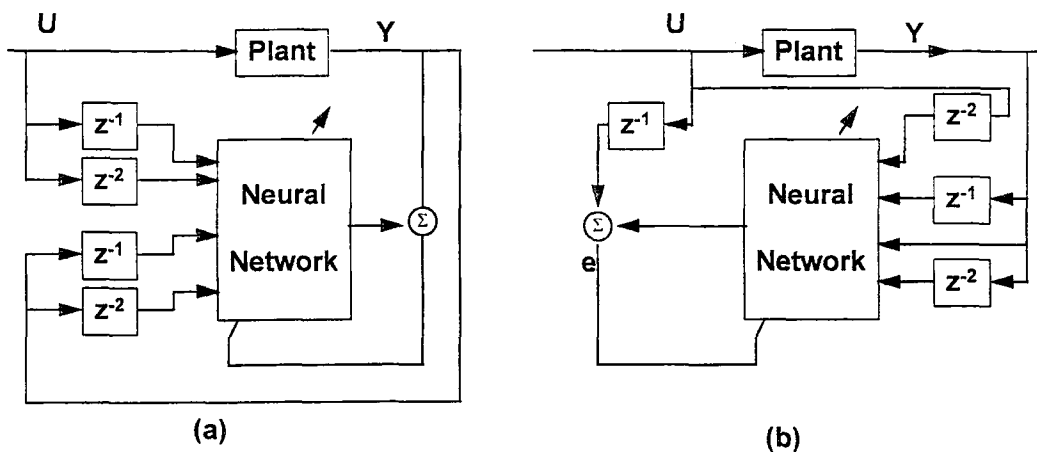 U
Plant
Y
z-1
z-2
Neural
Network
Σ
z-1
z-2
(a)
U
Plant
Y
z-1
z-2
Neural
Network
z-1
Σ
e
z-2
(b)